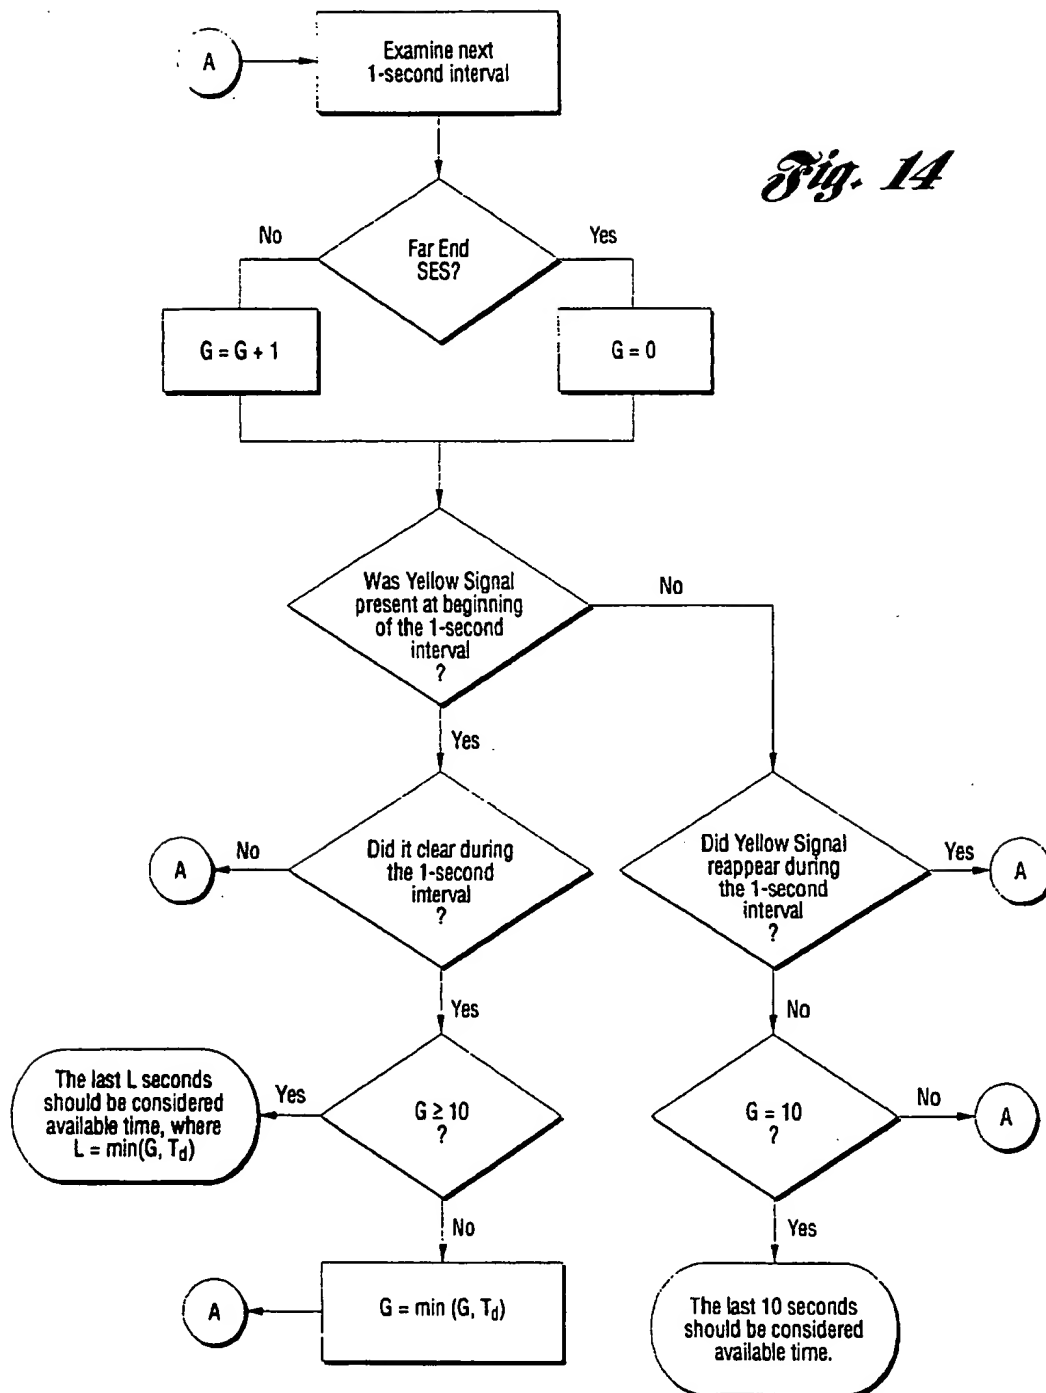 A
Examine next
1-second interval
Fig. 14
Far End
SES?
No
Yes
G = G + 1
G = 0
Was Yellow Signal
present at beginning
of the 1-second
interval
?
No
Yes
Did it clear during
the 1-second
interval
?
No
A
Did Yellow Signal
reappear during
the 1-second
interval
?
Yes
A
Yes
No
The last L seconds
should be considered
available time, where
L = min(G, Td)
Yes
G ≥ 10
?
G = 10
?
No
A
No
Yes
A
G = min (G, Td)
The last 10 seconds
should be considered
available time.